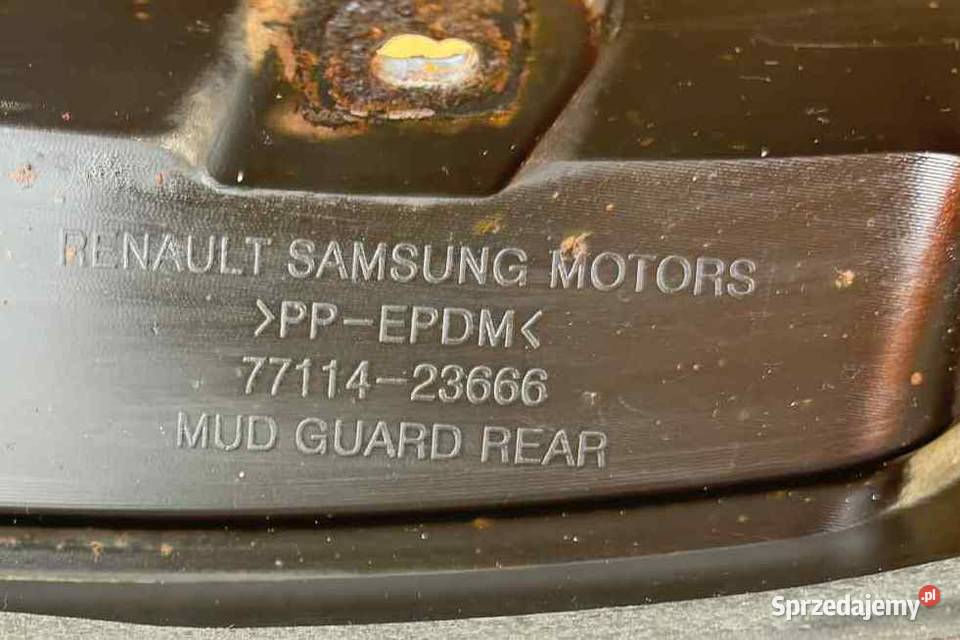 RENAULT SAMSUNG MOTORS
>PP-EPDM<
77114-23666
MUD GUARD REAR
Sprzedajemy.pl